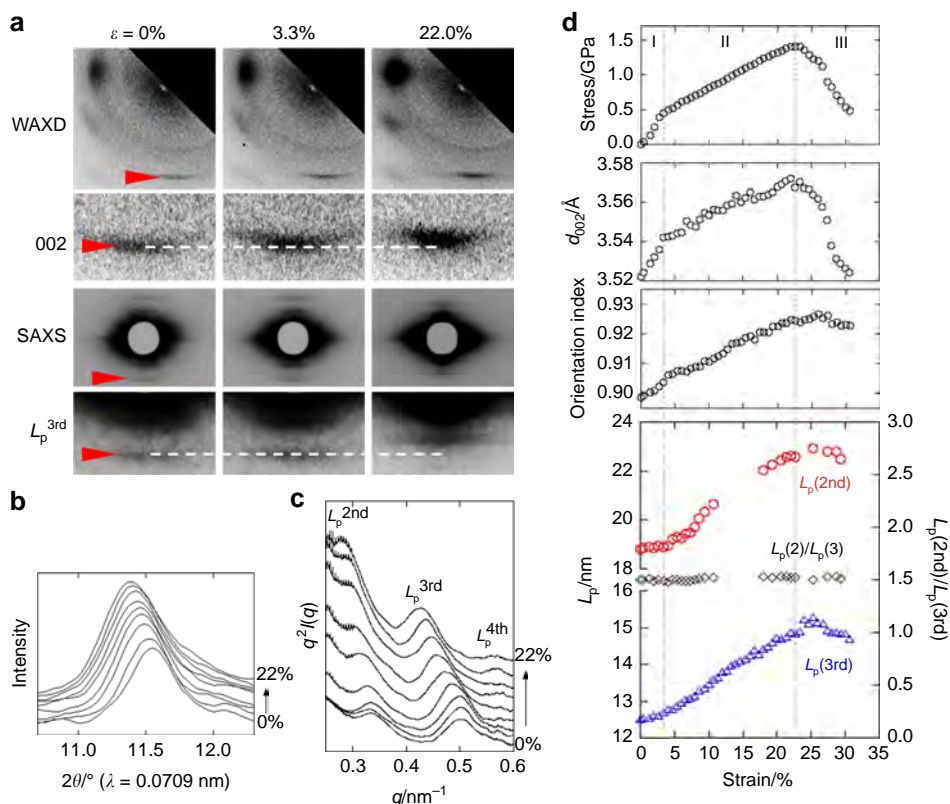 a
ε = 0%
3.3%
22.0%
WAXD
002
SAXS
Lp3rd
b
Intensity
22%
0%
11.0
11.5
12.0
2θ/° (λ = 0.0709 nm)
c
Lp2nd
Lp3rd
Lp4th
q2I(q)
22%
0%
0.3
0.4
0.5
0.6
q/nm−1
d
I
II
III
Stress/GPa
1.5
1.0
0.5
0.0
d002/Å
3.58
3.56
3.54
3.52
Orientation index
0.93
0.92
0.91
0.90
Lp/nm
24
22
20
18
16
15
14
13
12
Lp(2nd)
Lp(2)/Lp(3)
Lp(3rd)
3.0
2.5
2.0
1.5
1.0
0.5
0.0
Lp(2nd)/Lp(3rd)
0
5
10
15
20
25
30
35
Strain/%